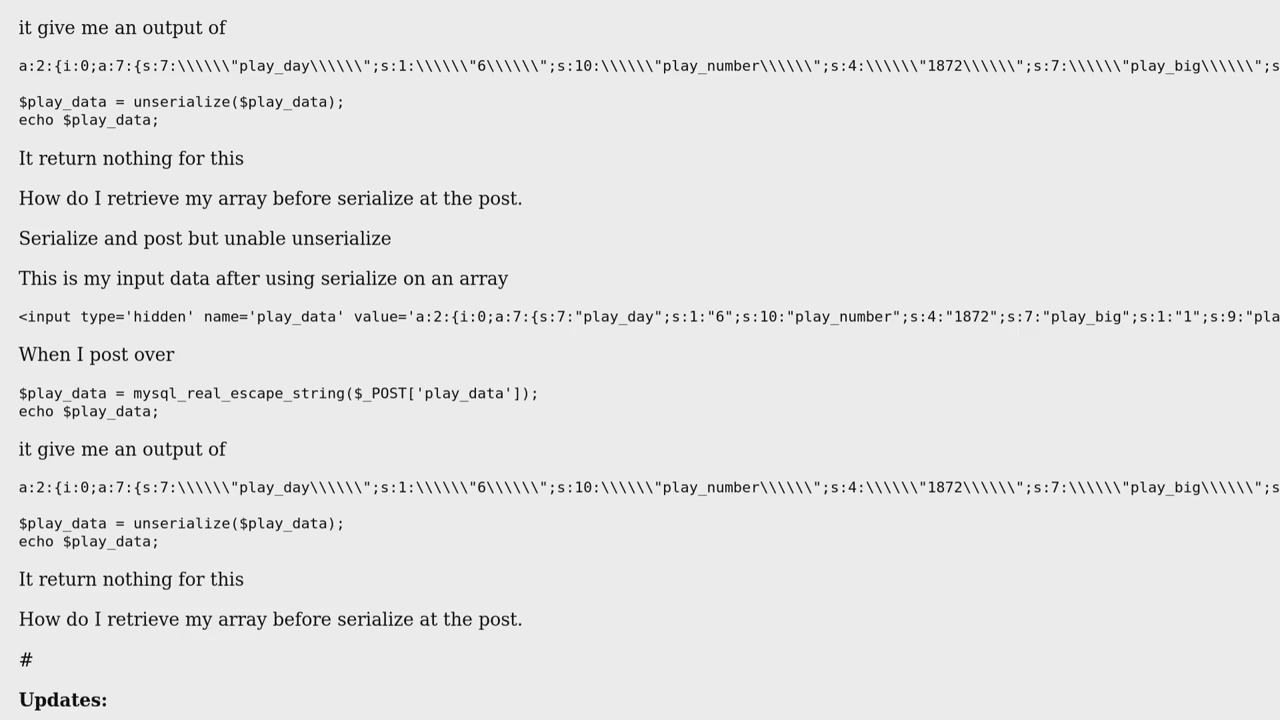 it give me an output of
a:2:{i:0;a:7:{s:7:\\\\\\"play_day\\\\\\";s:1:\\\\\\"6\\\\\\";s:10:\\\\\\"play_number\\\\\\";s:4:\\\\\\"1872\\\\\\";s:7:\\\\\\"play_big\\\\\\";s
$play_data = unserialize($play_data);
echo $play_data;
It return nothing for this
How do I retrieve my array before serialize at the post.
Serialize and post but unable unserialize
This is my input data after using serialize on an array
<input type='hidden' name='play_data' value='a:2:{i:0;a:7:{s:7:"play_day";s:1:"6";s:10:"play_number";s:4:"1872";s:7:"play_big";s:1:"1";s:9:"pla
When I post over
$play_data = mysql_real_escape_string($_POST['play_data']);
echo $play_data;
it give me an output of
a:2:{i:0;a:7:{s:7:\\\\\\"play_day\\\\\\";s:1:\\\\\\"6\\\\\\";s:10:\\\\\\"play_number\\\\\\";s:4:\\\\\\"1872\\\\\\";s:7:\\\\\\"play_big\\\\\\";s
$play_data = unserialize($play_data);
echo $play_data;
It return nothing for this
How do I retrieve my array before serialize at the post.
#
Updates: